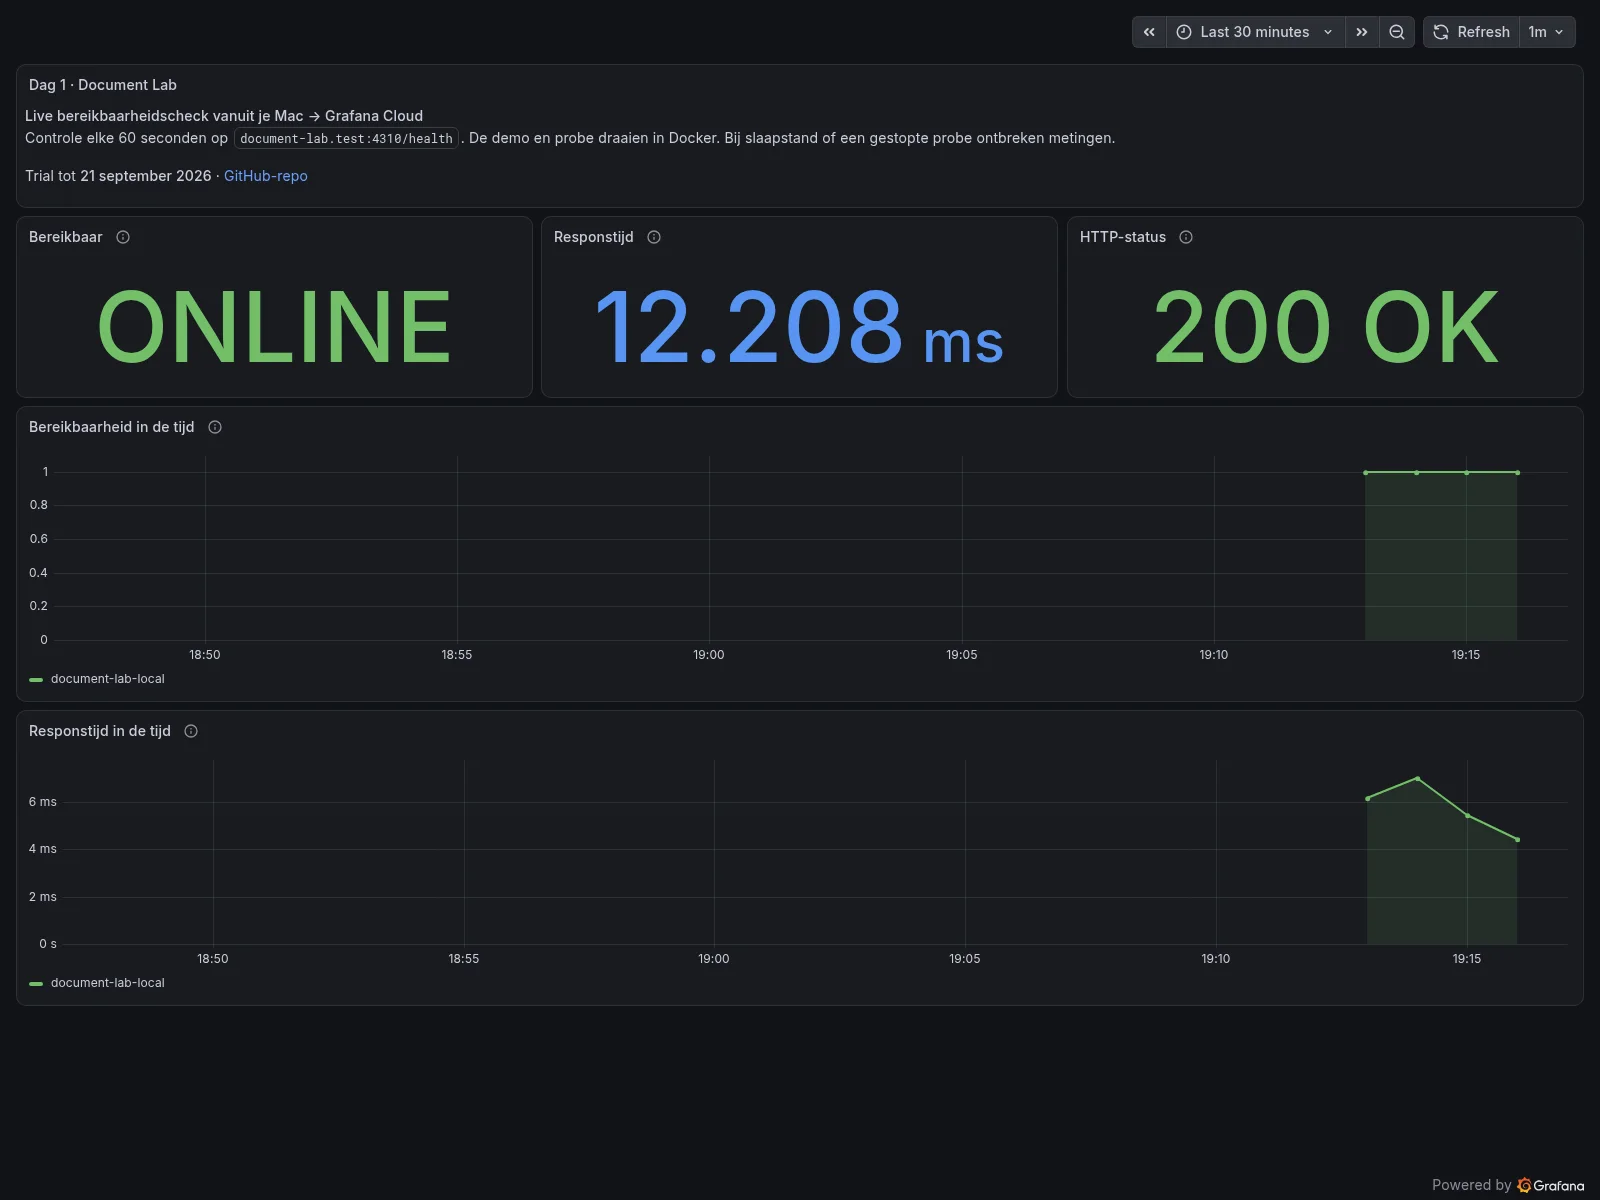 Last 30 minutes
Refresh
1m
Dag 1 · Document Lab
Live bereikbaarheidscheck vanuit je Mac → Grafana Cloud
Controle elke 60 seconden op document-lab.test:4310/health. De demo en probe draaien in Docker. Bij slaapstand of een gestopte probe ontbreken metingen.
Trial tot 21 september 2026 · GitHub-repo
Bereikbaar
ONLINE
Responstijd
12.208 ms
HTTP-status
200 OK
Bereikbaarheid in de tijd
1
0.8
0.6
0.4
0.2
0
18:50 18:55 19:00 19:05 19:10 19:15
document-lab-local
Responstijd in de tijd
6 ms
4 ms
2 ms
0 s
18:50 18:55 19:00 19:05 19:10 19:15
document-lab-local
Powered by Grafana